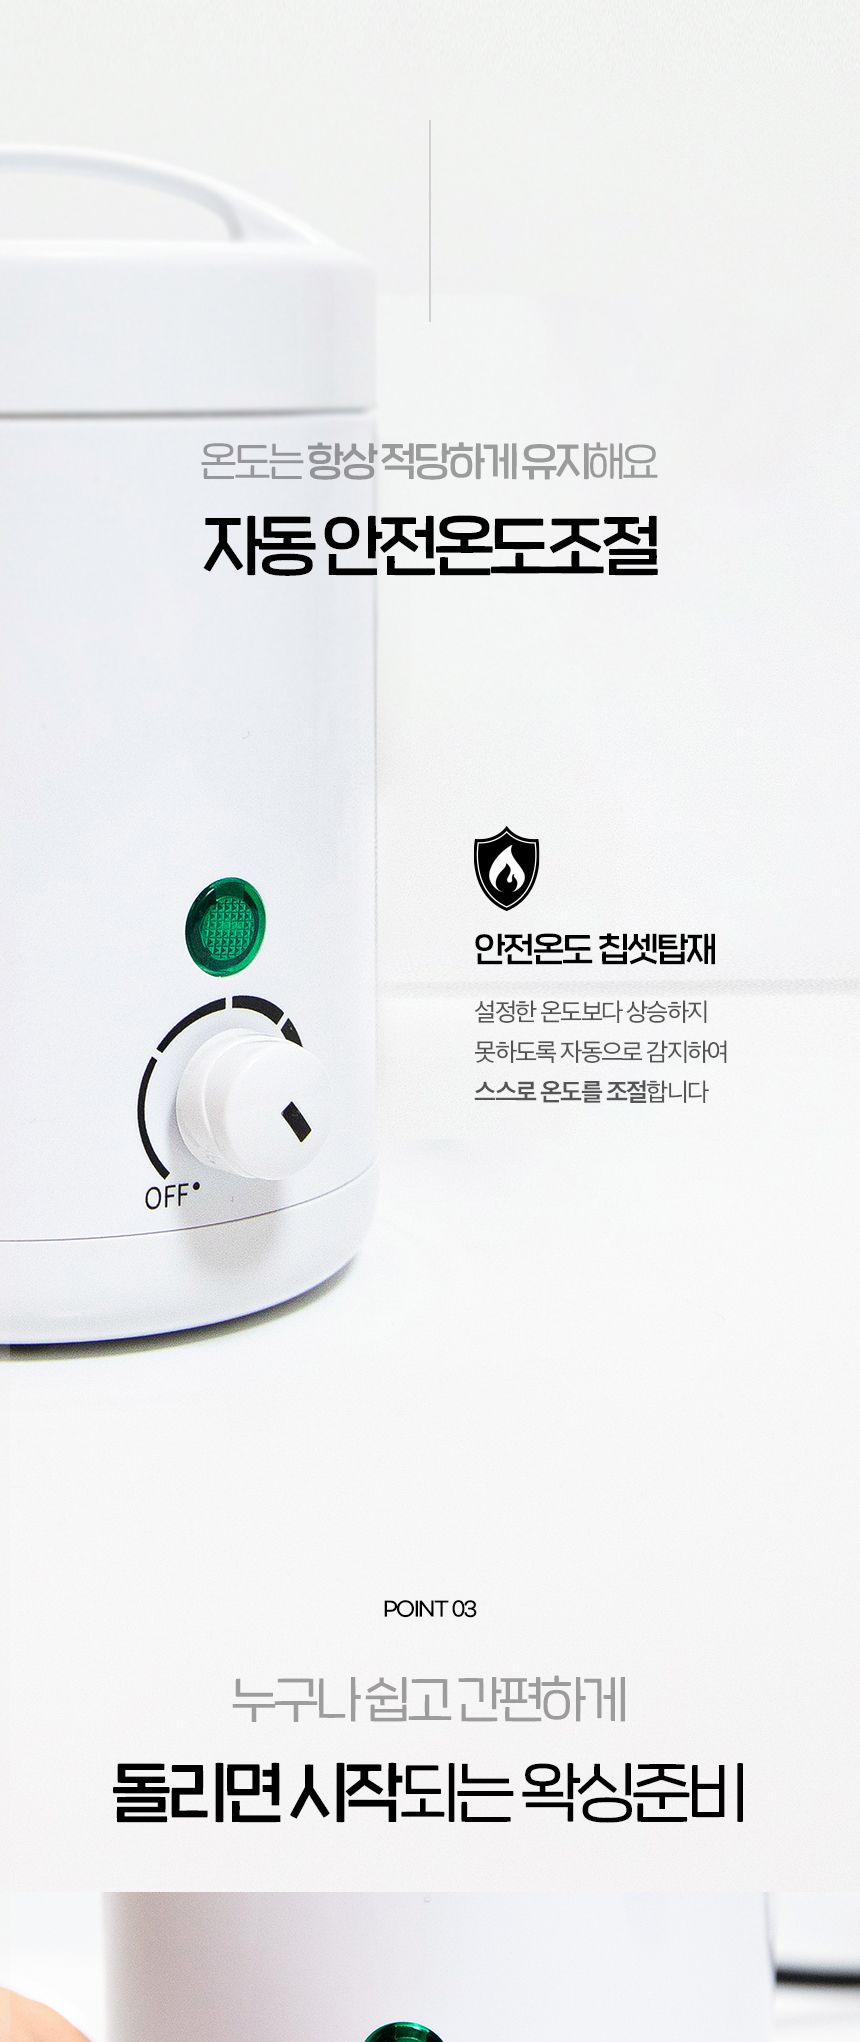 온도는 항상 적당하게 유지해요
자동 안전온도조절
안전온도 칩셋탑재
설정한 온도보다 상승하지
못하도록 자동으로 감지하여
스스로 온도를 조절합니다
OFF
POINT 03
누구나 쉽고 간편하게
돌리면 시작되는 왁싱준비